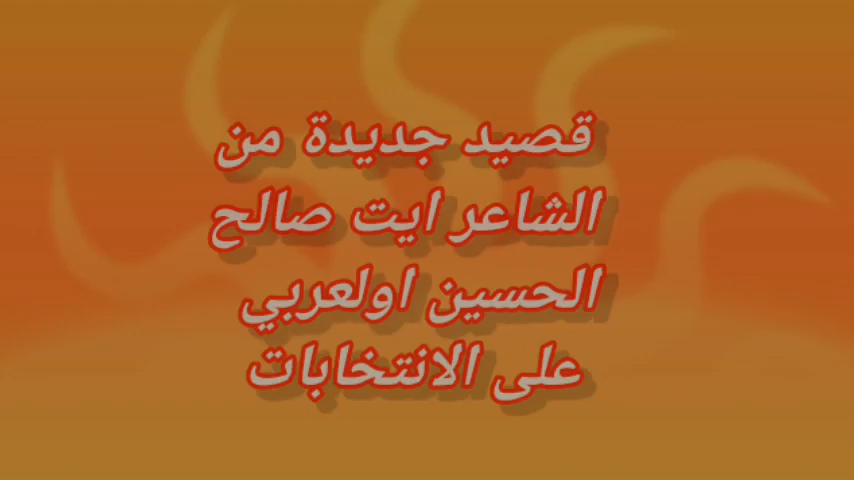 قصيد جديدة من
الشاعر ايت صالح
الحسين اولعربي
على الانتخابات